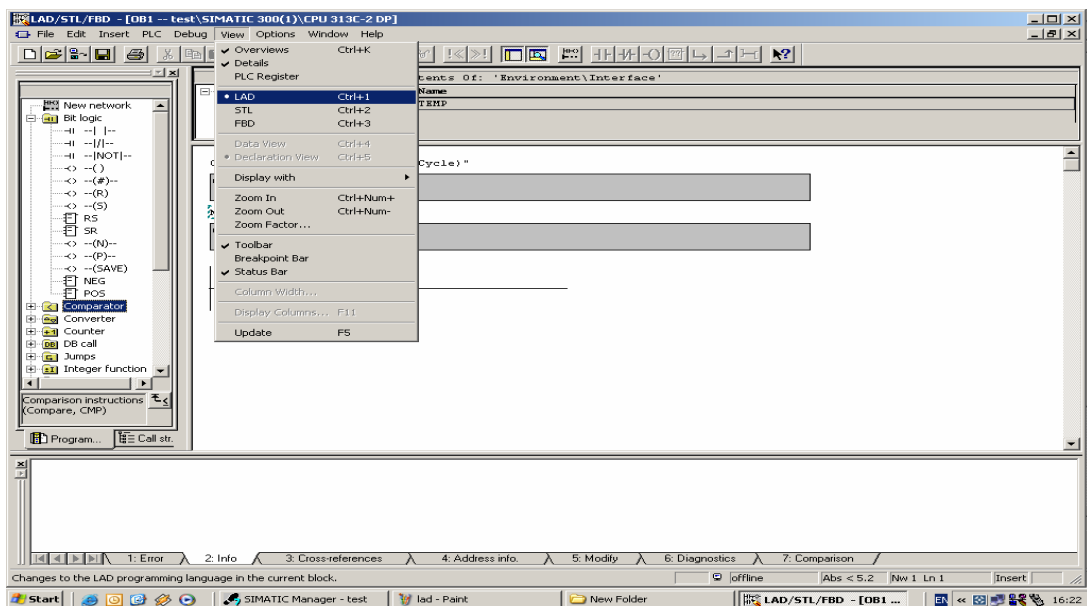 LAD/STL/FBD - [OB1 -- test\SIMATIC 300(1)\CPU 313C-2 DP]
File Edit Insert PLC Debug View Options Window Help
Overviews Ctrl+K
Details
PLC Register
LAD Ctrl+1
STL Ctrl+2
FBD Ctrl+3
Data View Ctrl+4
Declaration View Ctrl+5
Display with
Zoom In Ctrl+Num+
Zoom Out Ctrl+Num-
Zoom Factor...
Toolbar
Breakpoint Bar
Status Bar
Column Width...
Display Columns... F11
Update F5
tents Of: 'Environment\Interface'
Name
TEMP
Cycle)"
New network
Bit logic
--| |--
--|/|--
--|NOT|--
--( )
--(#)--
--(R)
--(S)
RS
SR
--(N)--
--(P)--
--(SAVE)
NEG
POS
Comparator
Converter
Counter
DB call
Jumps
Integer function
Comparison instructions
(Compare, CMP)
Program... Call str.
1: Error 2: Info 3: Cross-references 4: Address info. 5: Modify 6: Diagnostics 7: Comparison
Changes to the LAD programming language in the current block. offline Abs < 5.2 Nw 1 Ln 1 Insert
Start SIMATIC Manager - test lad - Paint New Folder LAD/STL/FBD - [OB1 ... EN « 16:22